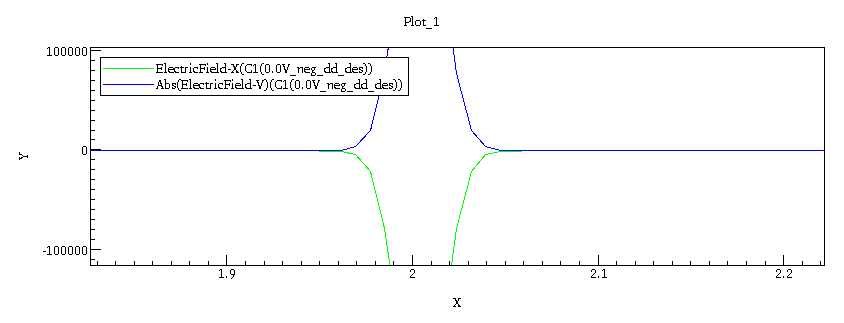 Plot_1
100000
ElectricField-X(C1(0.0V_neg_dd_des))
Abs(ElectricField-V)(C1(0.0V_neg_dd_des))
Y
0
-100000
1.9
2
2.1
2.2
X